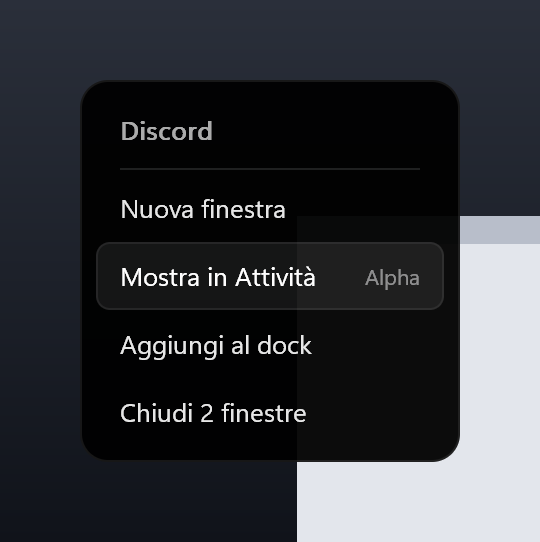 Discord
Nuova finestra
Mostra in Attività Alpha
Aggiungi al dock
Chiudi 2 finestre